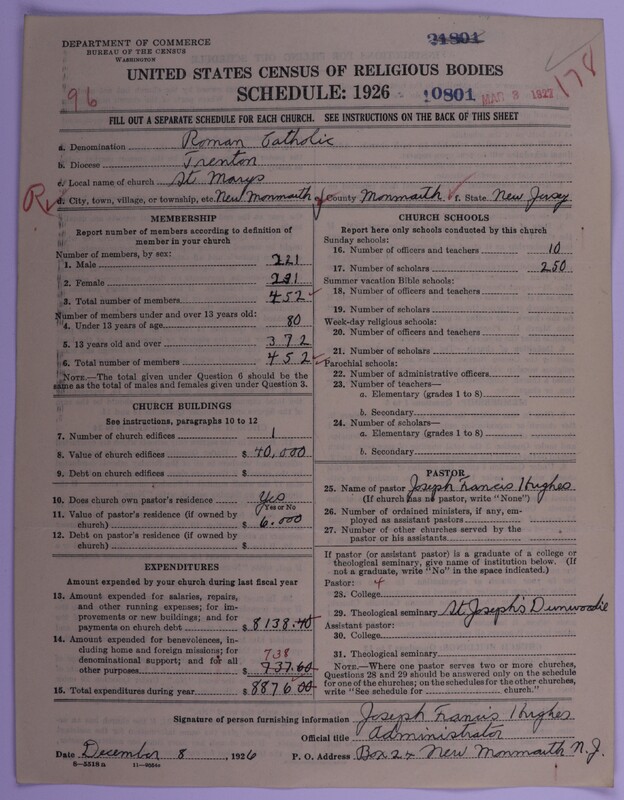 DEPARTMENT OF COMMERCE
BUREAU OF THE CENSUS
WASHINGTON
21801
UNITED STATES CENSUS OF RELIGIOUS BODIES
SCHEDULE: 1926
96
10801
MAR 3 1927
178
FILL OUT A SEPARATE SCHEDULE FOR EACH CHURCH. SEE INSTRUCTIONS ON THE BACK OF THIS SHEET
a. Denomination Roman Catholic
b. Diocese Trenton
c. Local name of church St Marys
R
d. City, town, village, or township, etc. New Monmouth e. County Monmouth f. State New Jersey
MEMBERSHIP
Report number of members according to definition of
member in your church
Number of members, by sex:
1. Male 221
2. Female 231
3. Total number of members 452
Number of members under and over 13 years old:
4. Under 13 years of age 80
5. 13 years old and over 372
6. Total number of members 452
NOTE.—The total given under Question 6 should be the
same as the total of males and females given under Question 3.
CHURCH BUILDINGS
See instructions, paragraphs 10 to 12
7. Number of church edifices 1
8. Value of church edifices $ 40,000
9. Debt on church edifices $
10. Does church own pastor's residence Yes
Yes or No
11. Value of pastor's residence (if owned by
church) $ 6.000
12. Debt on pastor's residence (if owned by
church) $
EXPENDITURES
Amount expended by your church during last fiscal year
13. Amount expended for salaries, repairs,
and other running expenses; for im-
provements or new buildings; and for
payments on church debt $ 8138.40
14. Amount expended for benevolences, in-
cluding home and foreign missions; for
denominational support; and for all 738
other purposes $ 737.60
15. Total expenditures during year $ 8876.00
CHURCH SCHOOLS
Report here only schools conducted by this church
Sunday schools:
16. Number of officers and teachers 10
17. Number of scholars 250
Summer vacation Bible schools:
18. Number of officers and teachers
19. Number of scholars
Week-day religious schools:
20. Number of officers and teachers
21. Number of scholars
Parochial schools:
22. Number of administrative officers
23. Number of teachers—
a. Elementary (grades 1 to 8)
b. Secondary
24. Number of scholars—
a. Elementary (grades 1 to 8)
b. Secondary
PASTOR
25. Name of pastor Joseph Francis Hughes
(If church has no pastor, write "None")
26. Number of ordained ministers, if any, em-
ployed as assistant pastors
27. Number of other churches served by the
pastor or his assistants
If pastor (or assistant pastor) is a graduate of a college or
theological seminary, give name of institution below. (If
not a graduate, write "No" in the space indicated.)
Pastor: 4
28. College
29. Theological seminary St Joseph's Dunwoodie
Assistant pastor:
30. College
31. Theological seminary
NOTE.—Where one pastor serves two or more churches,
Questions 28 and 29 should be answered only on the schedule
for one of the churches; on the schedules for the other churches,
write "See schedule for church."
Signature of person furnishing information Joseph Francis Hughes
Official title Administrator
Date December 8, 1926 P. O. Address Box 24 New Monmouth N.J.
8—5518a 11—9554a